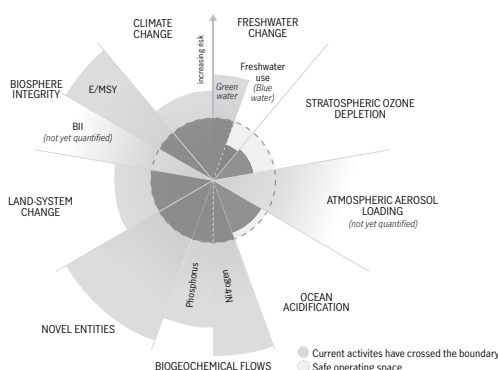 CLIMATE
CHANGE
increasing risk
FRESHWATER
CHANGE
Freshwater
use
(Blue
water)
Green
water
BIOSPHERE
INTEGRITY
E/MSY
BII
(not yet quantified)
STRATOSPHERIC OZONE
DEPLETION
ATMOSPHERIC AEROSOL
LOADING
(not yet quantified)
LAND-SYSTEM
CHANGE
Phosphorus
Nitrogen
OCEAN
ACIDIFICATION
NOVEL ENTITIES
BIOGEOCHEMICAL FLOWS
Current activites have crossed the boundary
Safe operating space